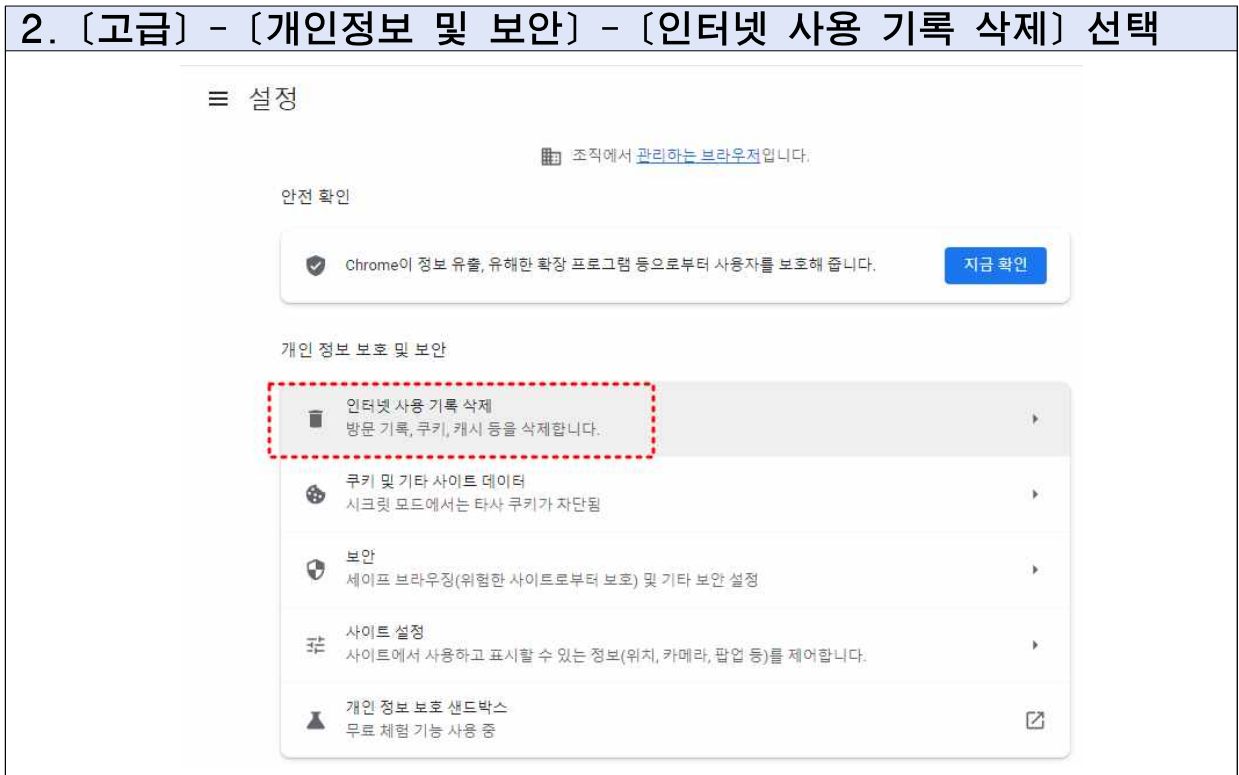 2. 〔고급〕-〔개인정보 및 보안〕-〔인터넷 사용 기록 삭제〕선택
설정
조직에서 관리하는 브라우저입니다.
안전 확인
Chrome이 정보 유출, 유해한 확장 프로그램 등으로부터 사용자를 보호해 줍니다.
지금 확인
개인 정보 보호 및 보안
인터넷 사용 기록 삭제
방문 기록, 쿠키, 캐시 등을 삭제합니다.
쿠키 및 기타 사이트 데이터
시크릿 모드에서는 타사 쿠키가 차단됨
보안
세이프 브라우징(위험한 사이트로부터 보호) 및 기타 보안 설정
사이트 설정
사이트에서 사용하고 표시할 수 있는 정보(위치, 카메라, 팝업 등)를 제어합니다.
개인 정보 보호 샌드박스
무료 체험 기능 사용 중